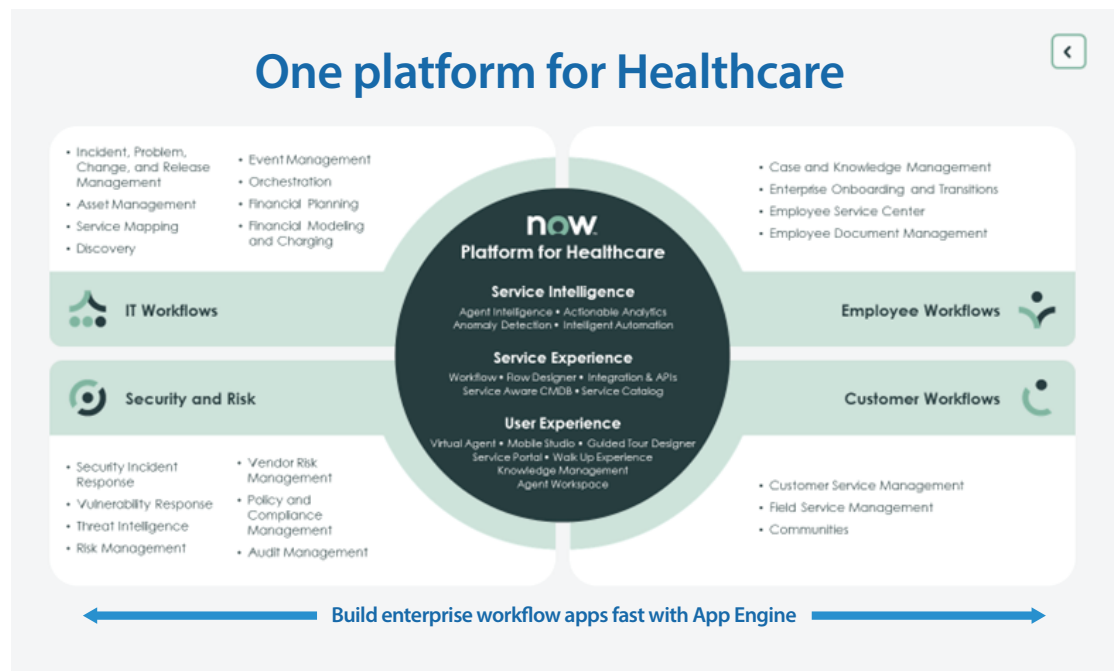 One platform for Healthcare
• Incident, Problem,
Change, and Release
Management
• Asset Management
• Service Mapping
• Discovery
• Event Management
• Orchestration
• Financial Planning
• Financial Modeling
and Charging
IT Workflows
• Case and Knowledge Management
• Enterprise Onboarding and Transitions
• Employee Service Center
• Employee Document Management
Employee Workflows
now
Platform for Healthcare
Service Intelligence
Agent Intelligence • Actionable Analytics
Anomaly Detection • Intelligent Automation
Service Experience
Workflow • Flow Designer • Integration & APIs
Service Aware CMDB • Service Catalog
User Experience
Virtual Agent • Mobile Studio • Guided Tour Designer
Service Portal • Walk Up Experience
Knowledge Management
Agent Workspace
Security and Risk
• Security Incident
Response
• Vulnerability Response
• Threat Intelligence
• Risk Management
• Vendor Risk
Management
• Policy and
Compliance
Management
• Audit Management
Customer Workflows
• Customer Service Management
• Field Service Management
• Communities
Build enterprise workflow apps fast with App Engine